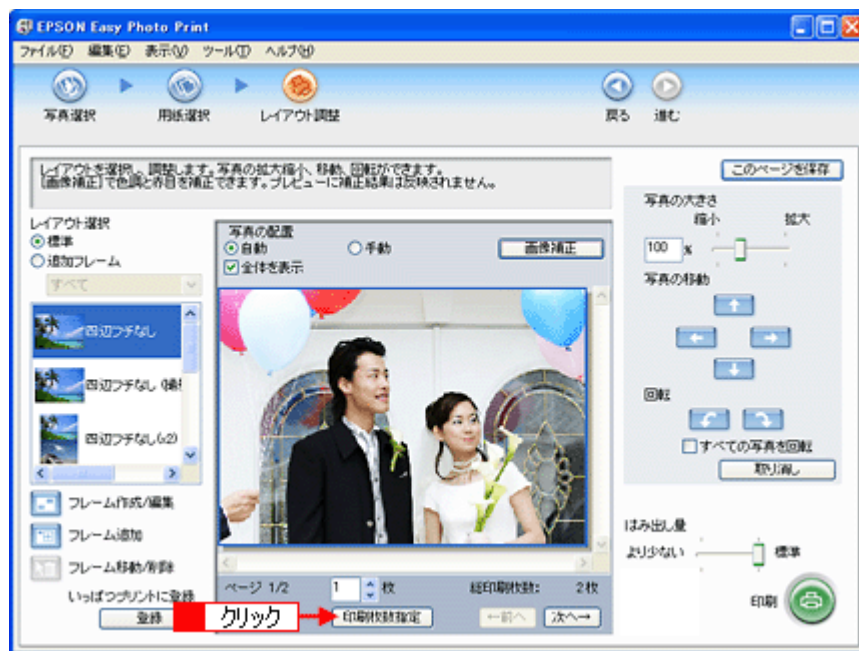 EPSON Easy Photo Print
ファイル(F) 編集(E) 表示(V) ツール(T) ヘルプ(H)
写真選択 用紙選択 レイアウト調整 戻る 進む
レイアウトを選択し、調整します。写真の拡大縮小、移動、回転ができます。
[画像補正]で色調と赤目を補正できます。プレビューに補正結果は反映されません。
このページを保存
レイアウト選択
標準
追加フレーム
すべて
四辺フチなし
四辺フチなし
四辺フチなし(x2)
フレーム作成/編集
フレーム追加
フレーム移動/削除
いっぱつプリントに登録
登録
写真の配置
自動 手動 画像補正
全体を表示
ページ 1/2 1 枚 総印刷枚数: 2枚
クリック
印刷枚数指定 ←前へ 次へ→
写真の大きさ
縮小 拡大
100 %
写真の移動
回転
すべての写真を回転
取り消し
はみ出し量
より少ない 標準
印刷